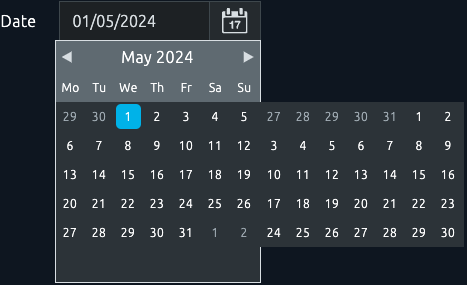 Date 01/05/2024 17
May 2024
Mo Tu We Th Fr Sa Su
29 30 1 2 3 4 5 27 28 29 30 31 1 2
6 7 8 9 10 11 12 3 4 5 6 7 8 9
13 14 15 16 17 18 19 10 11 12 13 14 15 16
20 21 22 23 24 25 26 17 18 19 20 21 22 23
27 28 29 30 31 1 2 24 25 26 27 28 29 30